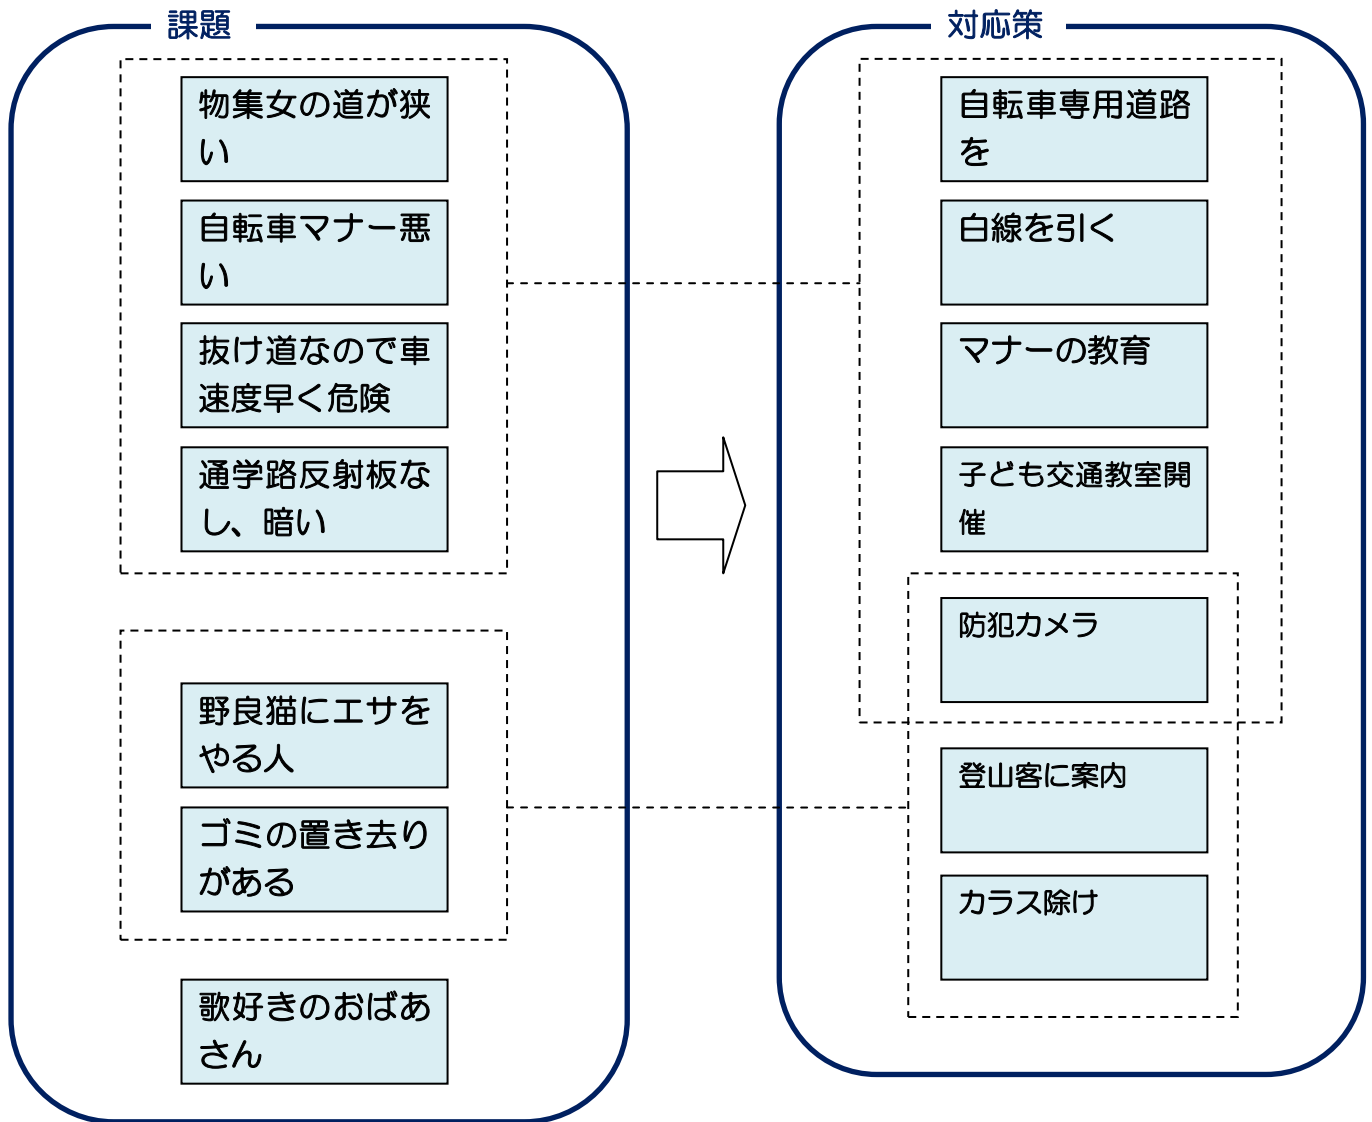 課題
物集女の道が狭
い
自転車マナー悪
い
抜け道なので車
速度早く危険
通学路反射板な
し、暗い
野良猫にエサを
やる人
ゴミの置き去り
がある
歌好きのおばあ
さん
対応策
自転車専用道路
を
白線を引く
マナーの教育
子ども交通教室開
催
防犯カメラ
登山客に案内
カラス除け